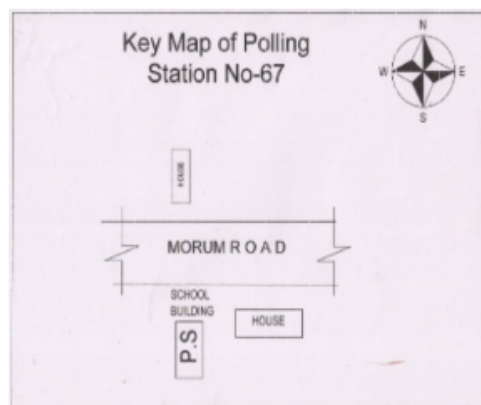 Key Map of Polling
Station No-67
N
W E
S
HOUSE
MORUM ROAD
SCHOOL
BUILDING
HOUSE
P.S